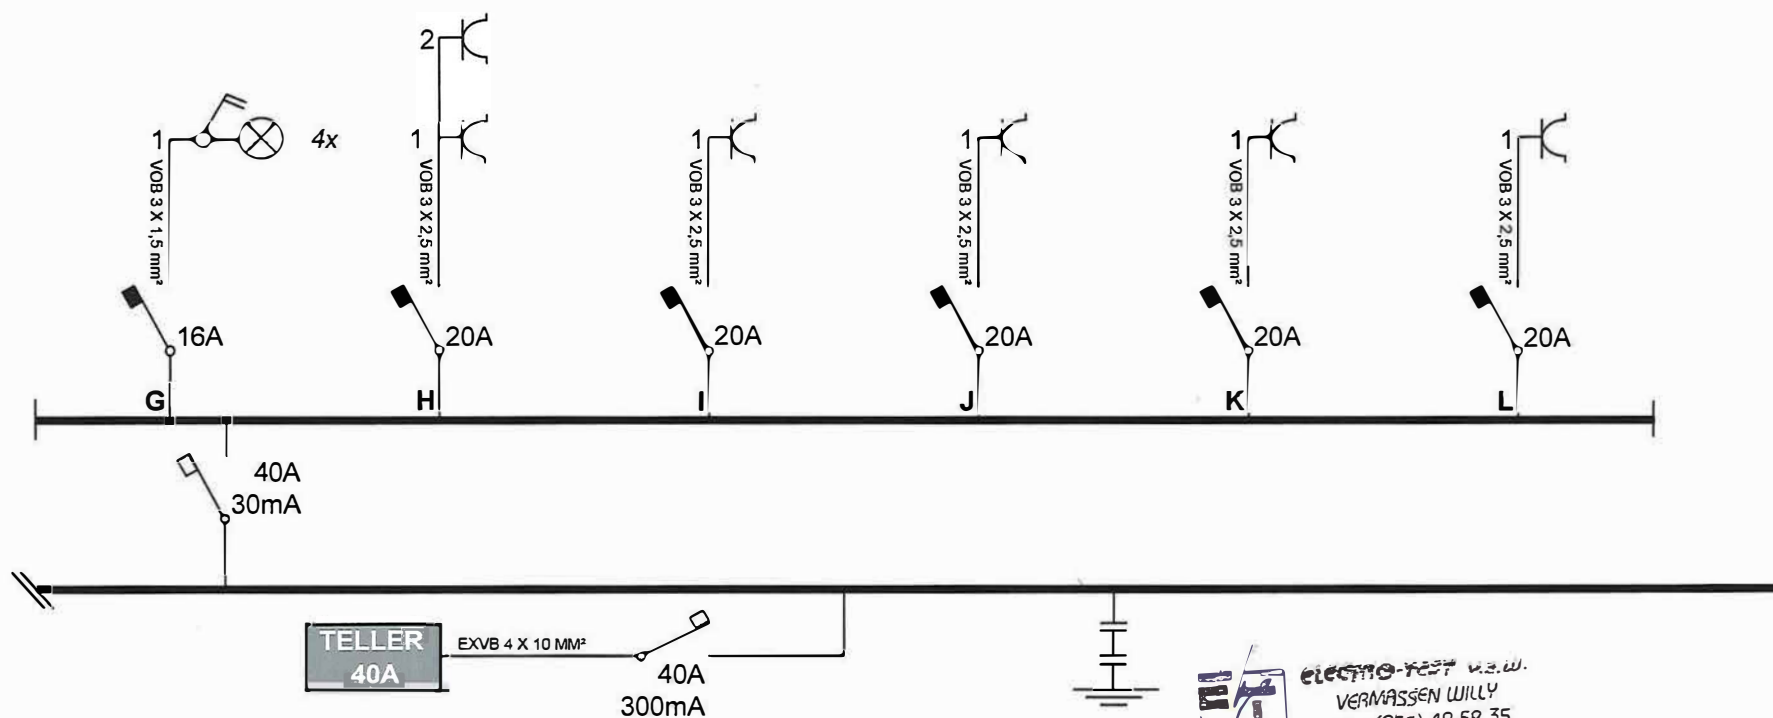 2
1
4x
1
1
1
1
1
VOB 3 X 1,5 mm²
VOB 3 X 2,5 mm²
VOB 3 X 2,5 mm²
VOB 3 X 2,5 mm²
VOB 3 X 2,5 mm²
VOB 3 X 2,5 mm²
16A
20A
20A
20A
20A
20A
G
H
I
J
K
L
40A
30mA
TELLER
40A
EXVB 4 X 10 MM²
40A
300mA
electro-test v.z.w.
VERMASSEN WILLY